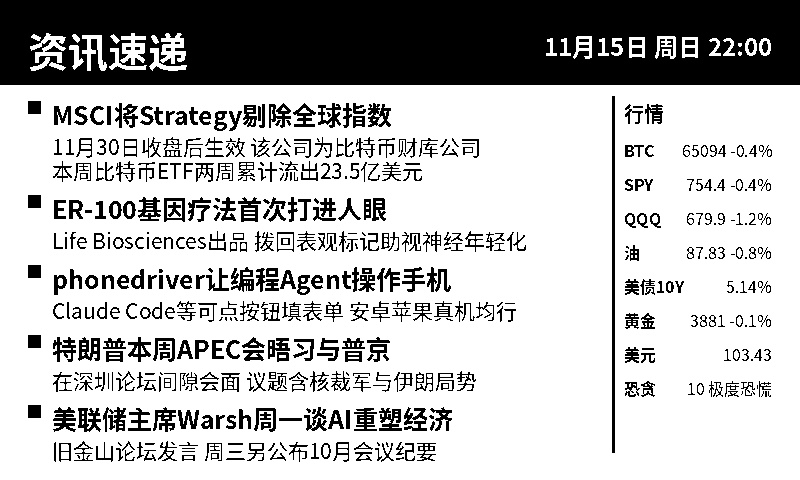 资讯速递
11月15日 周日 22:00
MSCI将Strategy剔除全球指数
11月30日收盘后生效 该公司为比特币财库公司
本周比特币ETF两周累计流出23.5亿美元
ER-100基因疗法首次打进人眼
Life Biosciences出品 拨回表观标记助视神经年轻化
phonedriver让编程Agent操作手机
Claude Code等可点按钮填表单 安卓苹果真机均行
特朗普本周APEC会晤习与普京
在深圳论坛间隙会面 议题含核裁军与伊朗局势
美联储主席Warsh周一谈AI重塑经济
旧金山论坛发言 周三另公布10月会议纪要
行情
BTC 65094 -0.4%
SPY 754.4 -0.4%
QQQ 679.9 -1.2%
油 87.83 -0.8%
美债10Y 5.14%
黄金 3881 -0.1%
美元 103.43
恐贪 10 极度恐慌